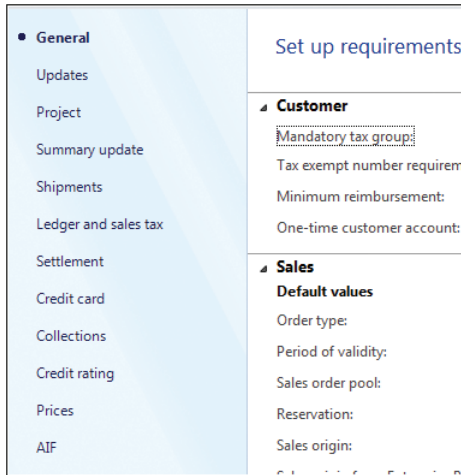 General
Updates
Project
Summary update
Shipments
Ledger and sales tax
Settlement
Credit card
Collections
Credit rating
Prices
AIF
Set up requirements
Customer
Mandatory tax group:
Tax exempt number
Minimum reimbursement:
One-time customer account:
Sales
Default values
Order type:
Period of validity:
Sales order pool:
Reservation:
Sales origin: